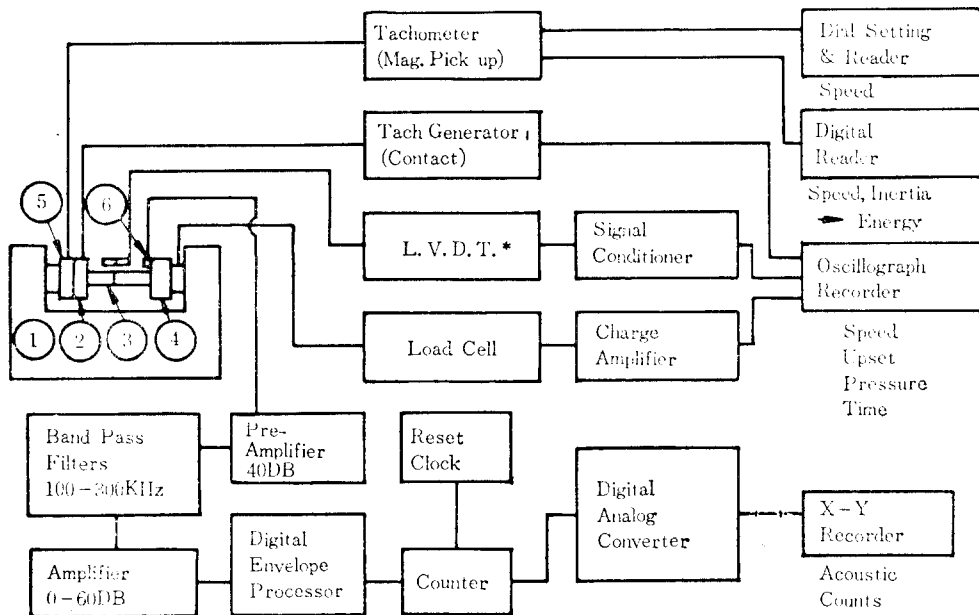 Tachometer
(Mag. Pick up)
Dial Setting
& Reader
Speed
Tach Generator
(Contact)
Digital
Reader
Speed, Inertia
→ Energy
5
6
L. V. D. T. *
Signal
Conditioner
Oscillograph
Recorder
1
2
3
4
Load Cell
Charge
Amplifier
Speed
Upset
Pressure
Time
Band Pass
Filters
100-300KHz
Pre-
Amplifier
40DB
Reset
Clock
Digital
Analog
Converter
X-Y
Recorder
Acoustic
Counts
Amplifier
0-60DB
Digital
Envelope
Processor
Counter